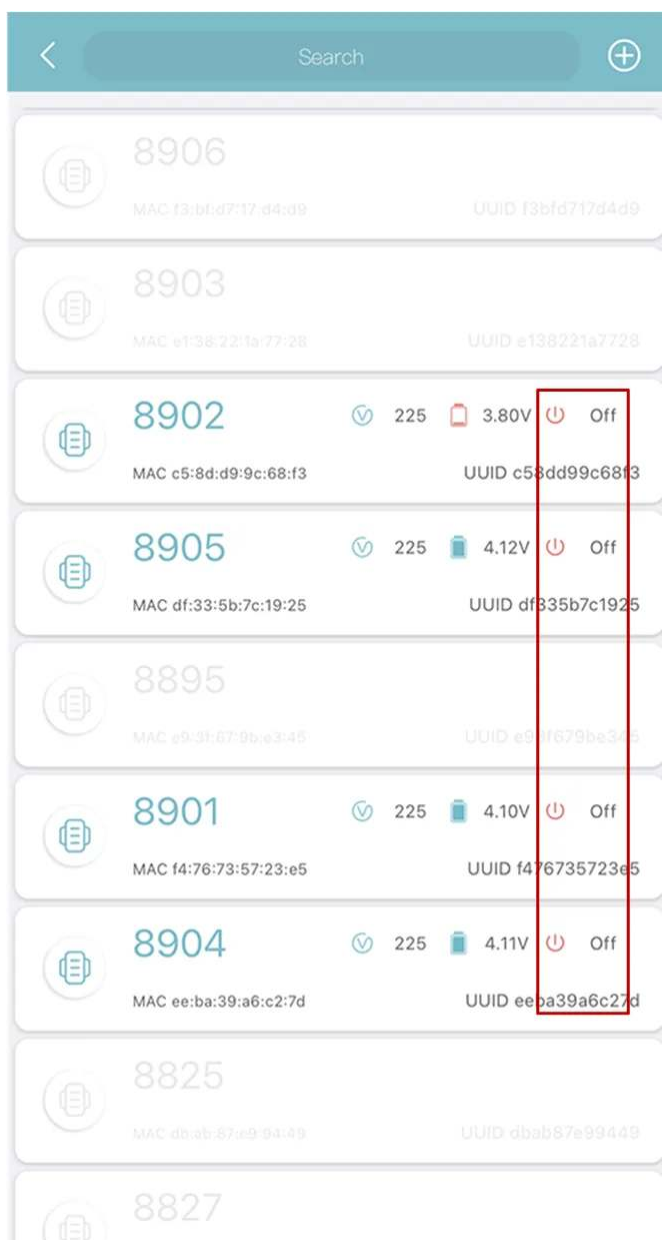 Search
8906
MAC f3:bf:d7:17:d4:d9 UUID f3bfd717d4d9
8903
MAC e1:38:22:1a:77:28 UUID e138221a7728
8902 225 3.80V Off
MAC c5:8d:d9:9c:68:f3 UUID c58dd99c68f3
8905 225 4.12V Off
MAC df:33:5b:7c:19:25 UUID df335b7c1925
8895
MAC e9:3f:67:9b:e3:45 UUID e93f679be345
8901 225 4.10V Off
MAC f4:76:73:57:23:e5 UUID f476735723e5
8904 225 4.11V Off
MAC ee:ba:39:a6:c2:7d UUID eeba39a6c27d
8825
MAC db:ab:87:e9:94:49 UUID dbab87e99449
8827